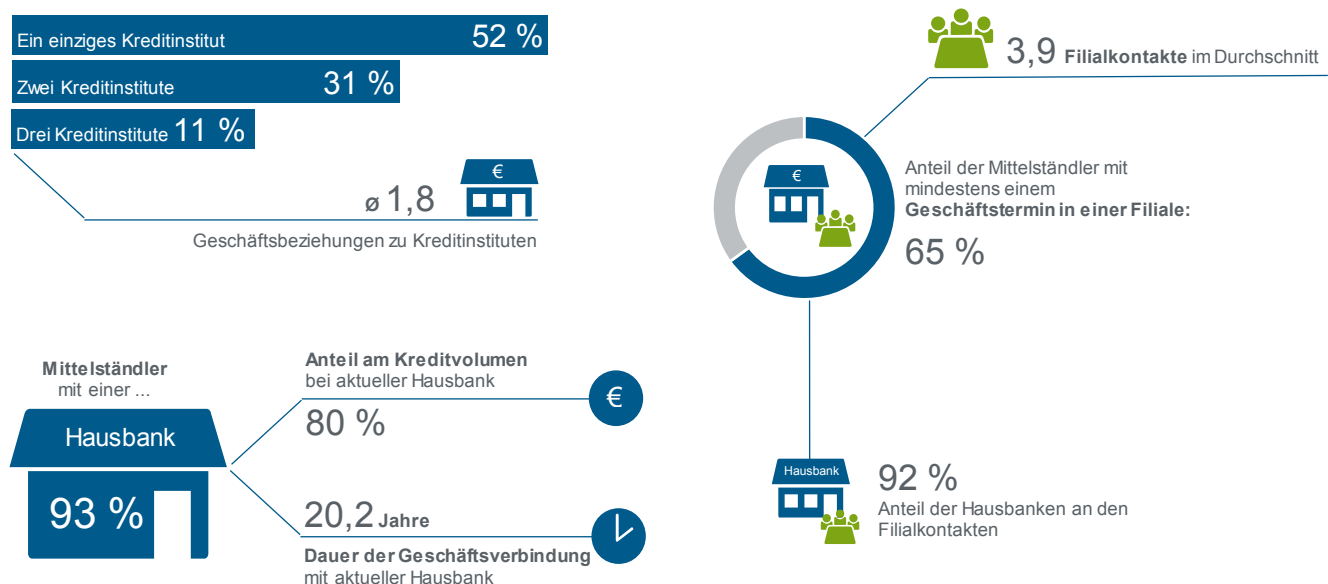 Ein einziges Kreditinstitut 52 %
Zwei Kreditinstitute 31 %
Drei Kreditinstitute 11 %
€
ø 1,8
Geschäftsbeziehungen zu Kreditinstituten
Mittelständler
mit einer ...
Hausbank
93 %
Anteil am Kreditvolumen
bei aktueller Hausbank
€
80 %
20,2 Jahre
Dauer der Geschäftsverbindung
mit aktueller Hausbank
3,9 Filialkontakte im Durchschnitt
€
Anteil der Mittelständler mit
mindestens einem
Geschäftstermin in einer Filiale:
65 %
Hausbank
92 %
Anteil der Hausbanken an den
Filialkontakten